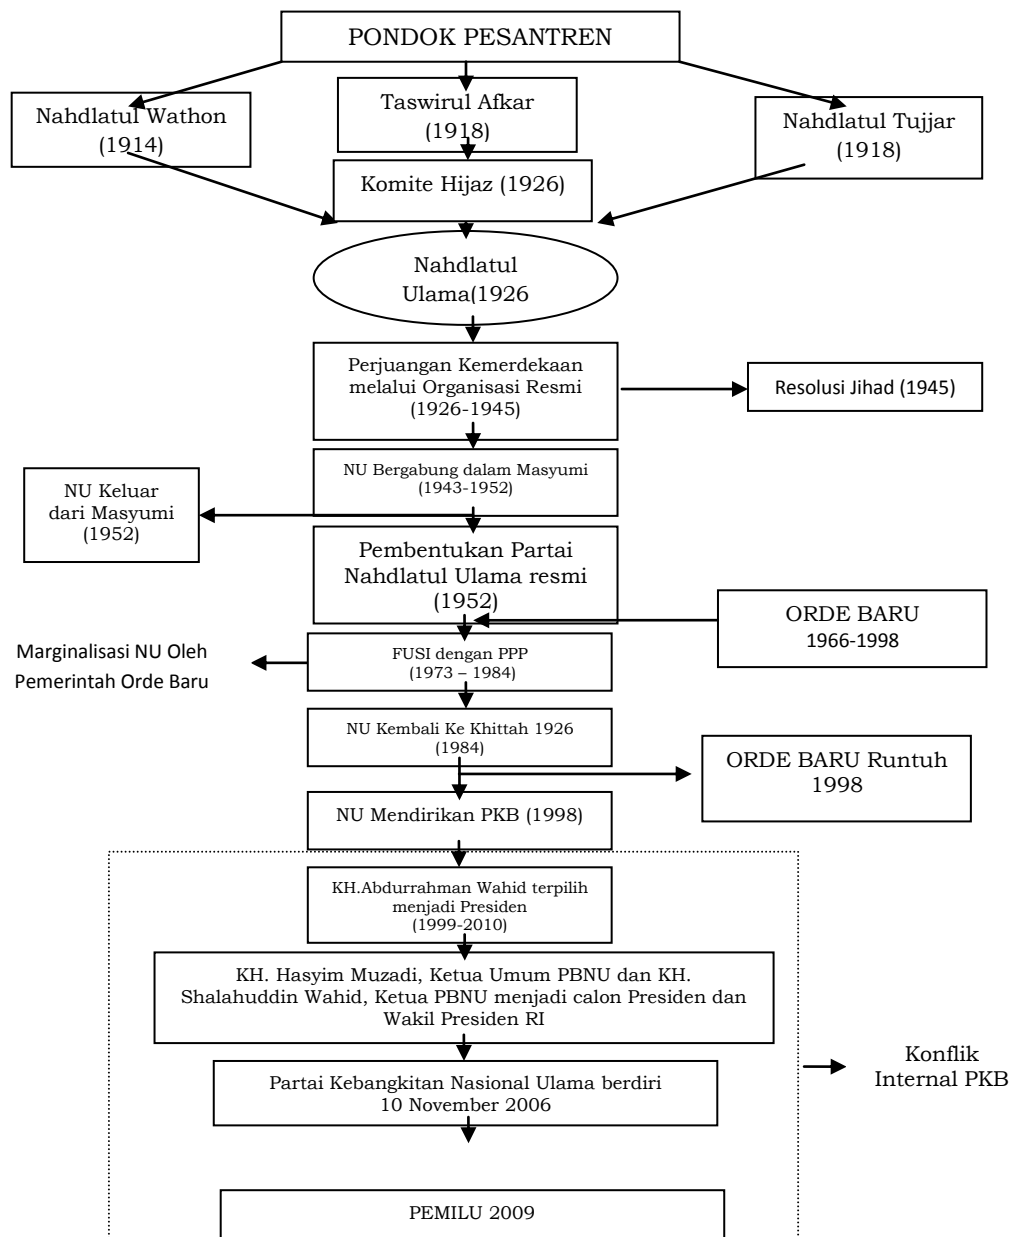 PONDOK PESANTREN
Nahdlatul Wathon
(1914)
Taswirul Afkar
(1918)
Nahdlatul Tujjar
(1918)
Komite Hijaz (1926)
Nahdlatul
Ulama(1926
Perjuangan Kemerdekaan
melalui Organisasi Resmi
(1926-1945)
Resolusi Jihad (1945)
NU Bergabung dalam Masyumi
(1943-1952)
NU Keluar
dari Masyumi
(1952)
Pembentukan Partai
Nahdlatul Ulama resmi
(1952)
ORDE BARU
1966-1998
FUSI dengan PPP
(1973 – 1984)
Marginalisasi NU Oleh
Pemerintah Orde Baru
NU Kembali Ke Khittah 1926
(1984)
ORDE BARU Runtuh
1998
NU Mendirikan PKB (1998)
KH.Abdurrahman Wahid terpilih
menjadi Presiden
(1999-2010)
KH. Hasyim Muzadi, Ketua Umum PBNU dan KH.
Shalahuddin Wahid, Ketua PBNU menjadi calon Presiden dan
Wakil Presiden RI
Konflik
Internal PKB
Partai Kebangkitan Nasional Ulama berdiri
10 November 2006
PEMILU 2009